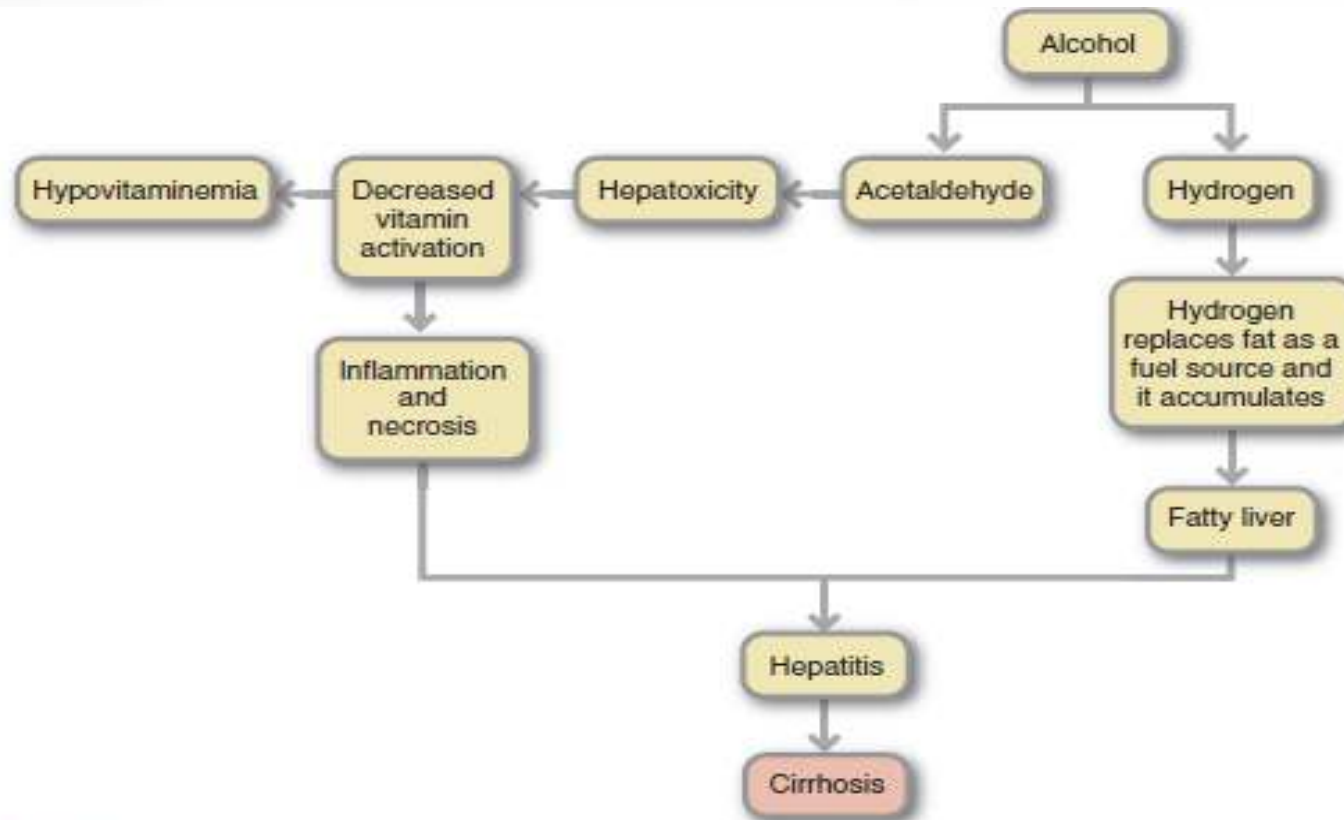 Alcohol
Hypovitaminemia
Decreased
vitamin
activation
Hepatoxicity
Acetaldehyde
Hydrogen
Inflammation
and
necrosis
Hydrogen
replaces fat as a
fuel source and
it accumulates
Fatty liver
Hepatitis
Cirrhosis